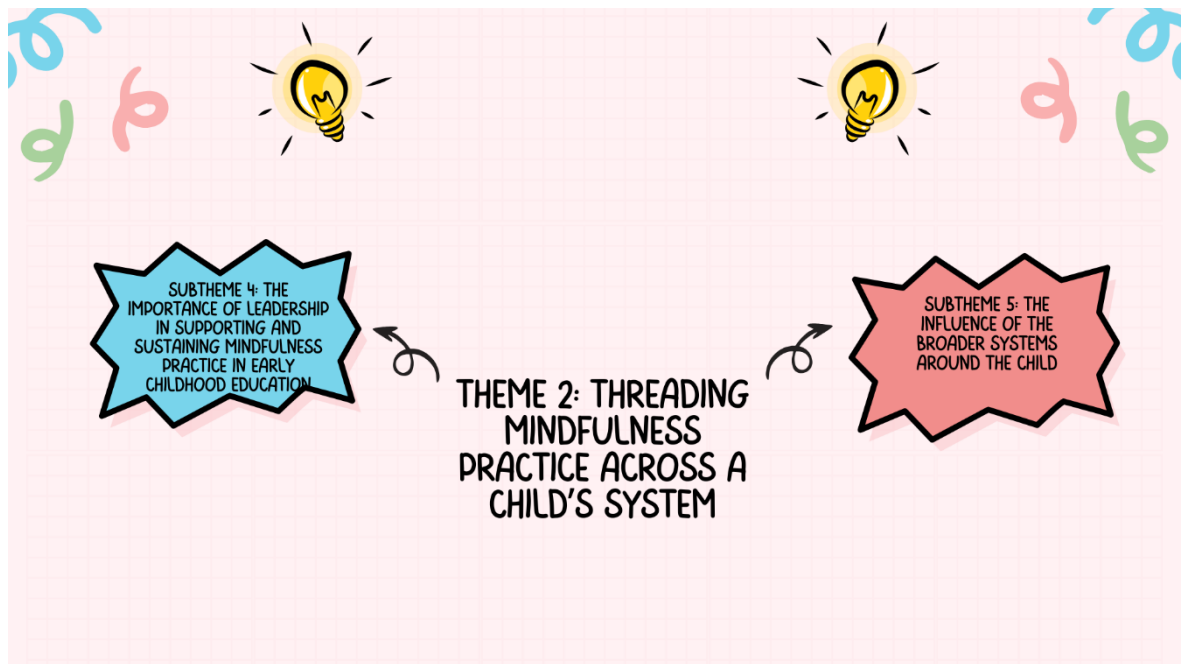 SUBTHEME 4: THE
IMPORTANCE OF LEADERSHIP
IN SUPPORTING AND
SUSTAINING MINDFULNESS
PRACTICE IN EARLY
CHILDHOOD EDUCATION
SUBTHEME 5: THE
INFLUENCE OF THE
BROADER SYSTEMS
AROUND THE CHILD
THEME 2: THREADING
MINDFULNESS
PRACTICE ACROSS A
CHILD'S SYSTEM